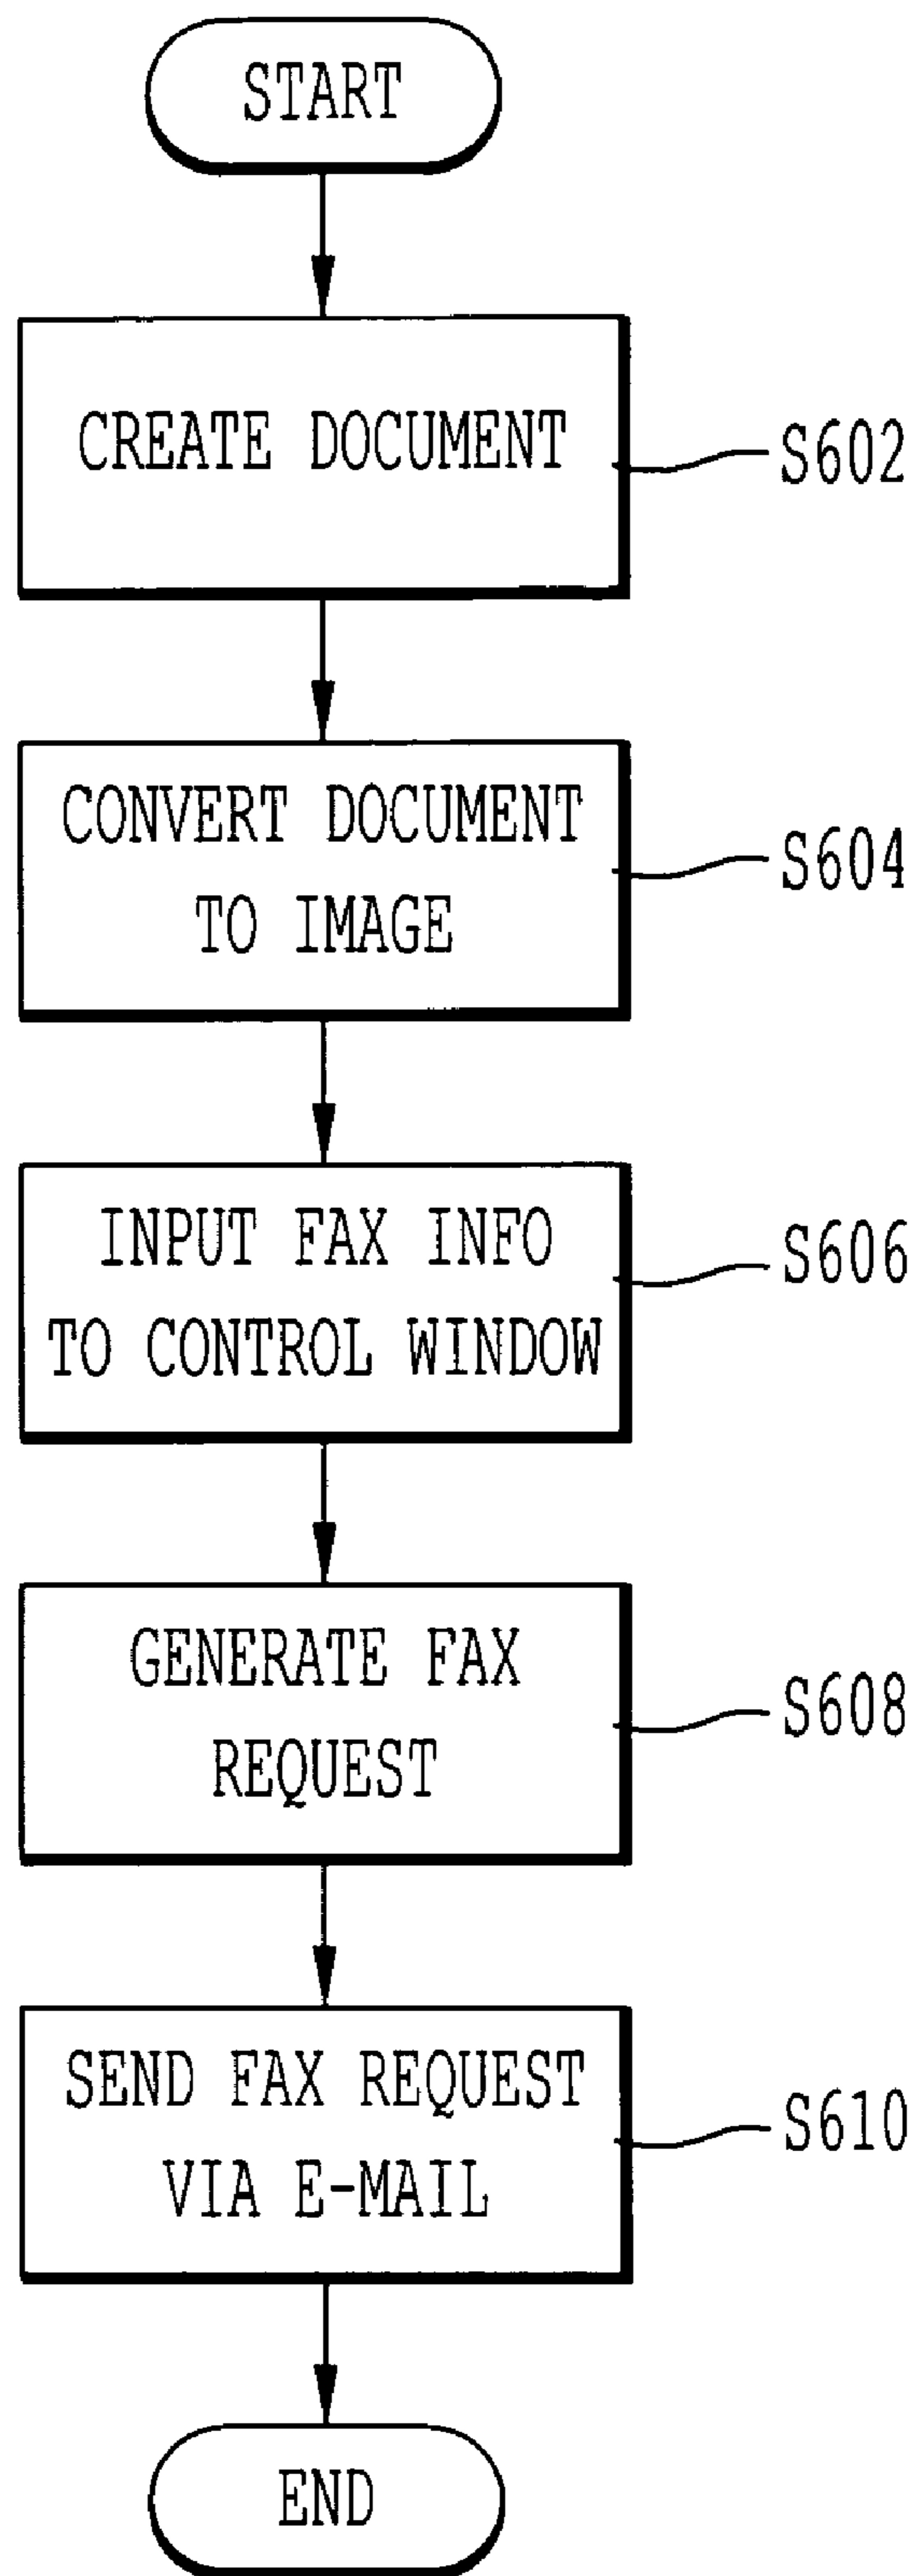 START
CREATE DOCUMENT
S602
CONVERT DOCUMENT
TO IMAGE
S604
INPUT FAX INFO
TO CONTROL WINDOW
S606
GENERATE FAX
REQUEST
S608
SEND FAX REQUEST
VIA E-MAIL
S610
END